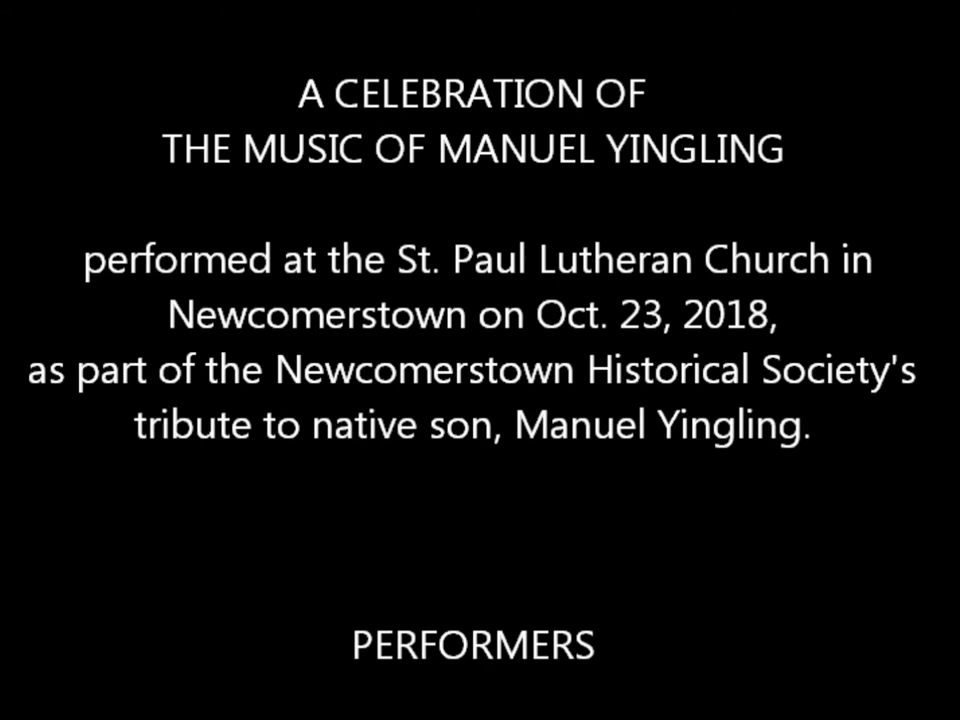 A CELEBRATION OF
THE MUSIC OF MANUEL YINGLING
performed at the St. Paul Lutheran Church in
Newcomerstown on Oct. 23, 2018,
as part of the Newcomerstown Historical Society's
tribute to native son, Manuel Yingling.
PERFORMERS